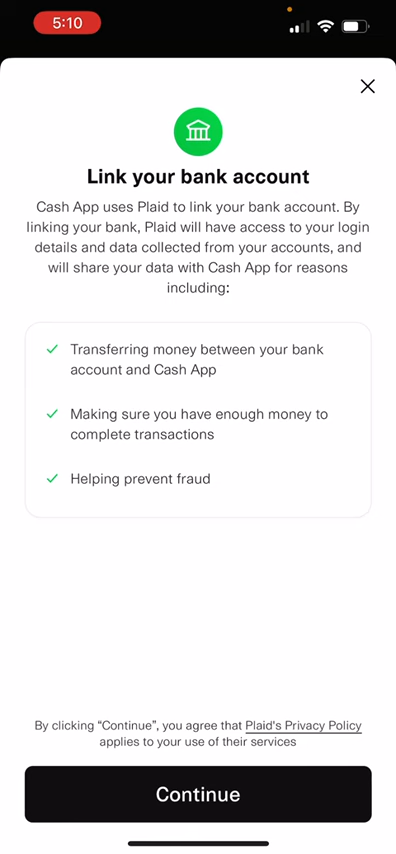 5:10
Link your bank account
Cash App uses Plaid to link your bank account. By
linking your bank, Plaid will have access to your login
details and data collected from your accounts, and
will share your data with Cash App for reasons
including:
Transferring money between your bank
account and Cash App
Making sure you have enough money to
complete transactions
Helping prevent fraud
By clicking “Continue”, you agree that Plaid's Privacy Policy
applies to your use of their services
Continue